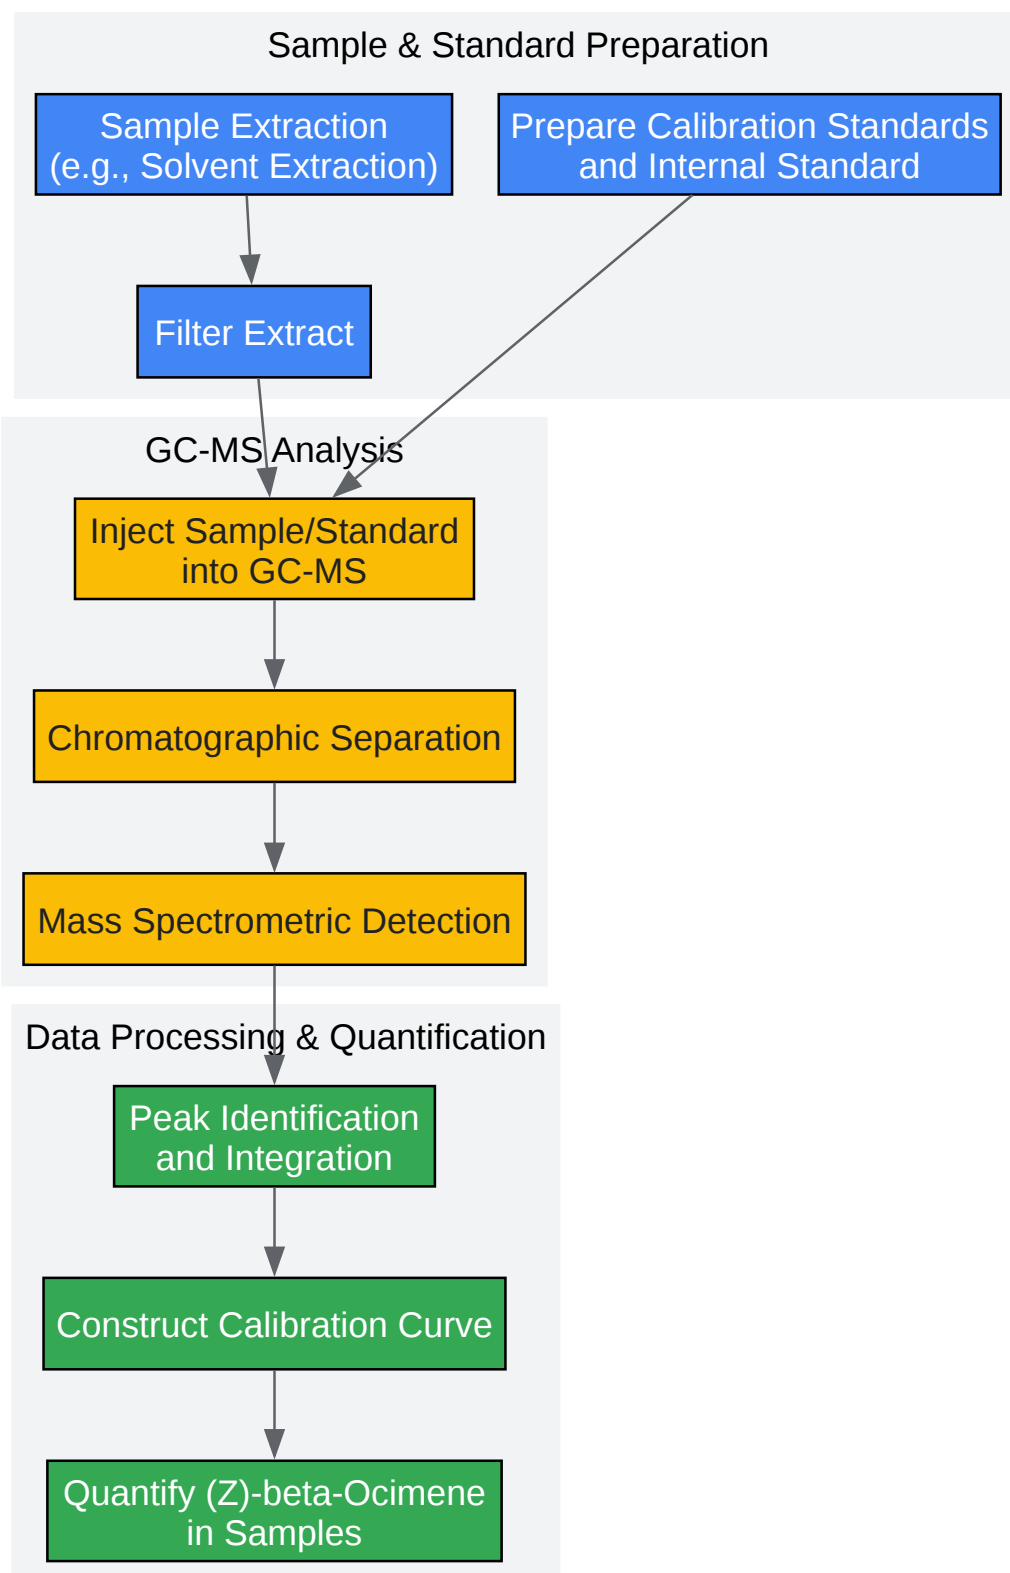 Sample & Standard Preparation
Sample Extraction
(e.g., Solvent Extraction)
Prepare Calibration Standards
and Internal Standard
Filter Extract
GC-MS Analysis
Inject Sample/Standard
into GC-MS
Chromatographic Separation
Mass Spectrometric Detection
Data Processing & Quantification
Peak Identification
and Integration
Construct Calibration Curve
Quantify (Z)-beta-Ocimene
in Samples